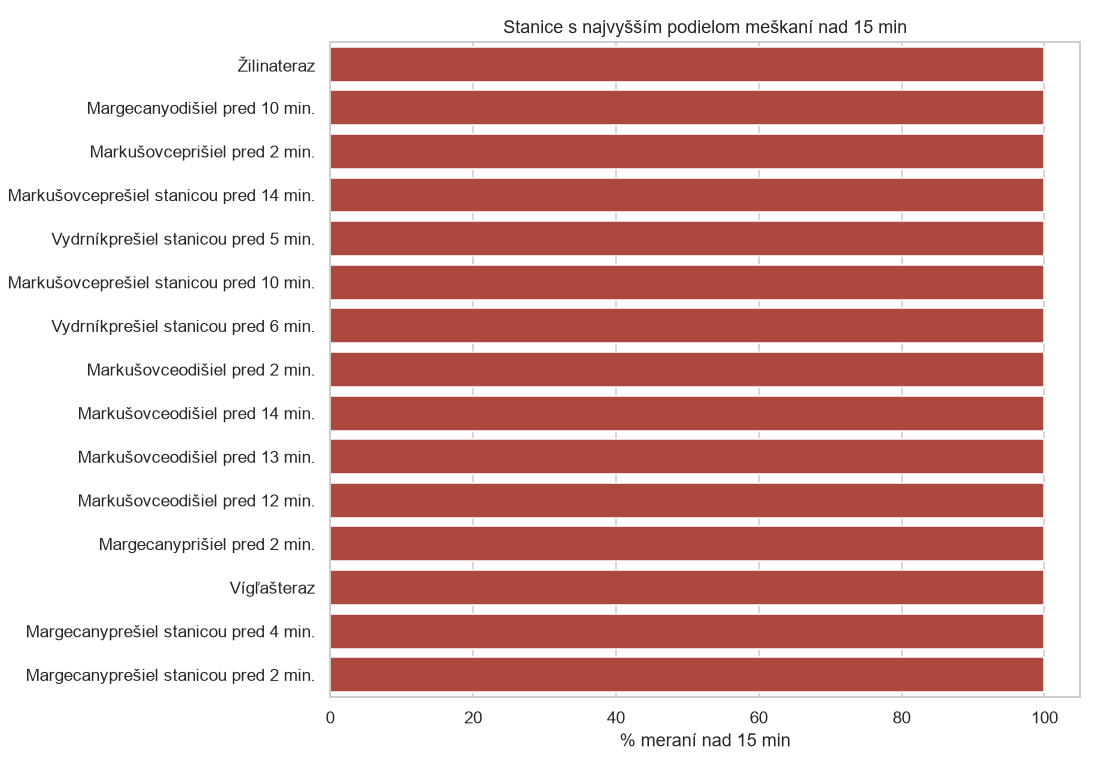 Stanice s najvyšším podielom meškaní nad 15 min
Žilinateraz
Margecanyodišiel pred 10 min.
Markušovceprišiel pred 2 min.
Markušovceprešiel stanicou pred 14 min.
Vydrníkprešiel stanicou pred 5 min.
Markušovceprešiel stanicou pred 10 min.
Vydrníkprešiel stanicou pred 6 min.
Markušovceodišiel pred 2 min.
Markušovceodišiel pred 14 min.
Markušovceodišiel pred 13 min.
Markušovceodišiel pred 12 min.
Margecanyprišiel pred 2 min.
Vígľašteraz
Margecanyprešiel stanicou pred 4 min.
Margecanyprešiel stanicou pred 2 min.
0 20 40 60 80 100
% meraní nad 15 min